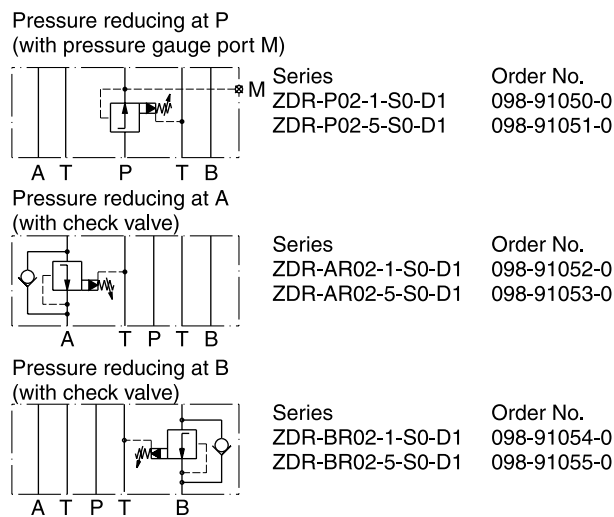 Pressure reducing at P
(with pressure gauge port M)
M
Series Order No.
ZDR-P02-1-S0-D1 098-91050-0
ZDR-P02-5-S0-D1 098-91051-0
A T P T B
Pressure reducing at A
(with check valve)
Series Order No.
ZDR-AR02-1-S0-D1 098-91052-0
ZDR-AR02-5-S0-D1 098-91053-0
A T P T B
Pressure reducing at B
(with check valve)
Series Order No.
ZDR-BR02-1-S0-D1 098-91054-0
ZDR-BR02-5-S0-D1 098-91055-0
A T P T B